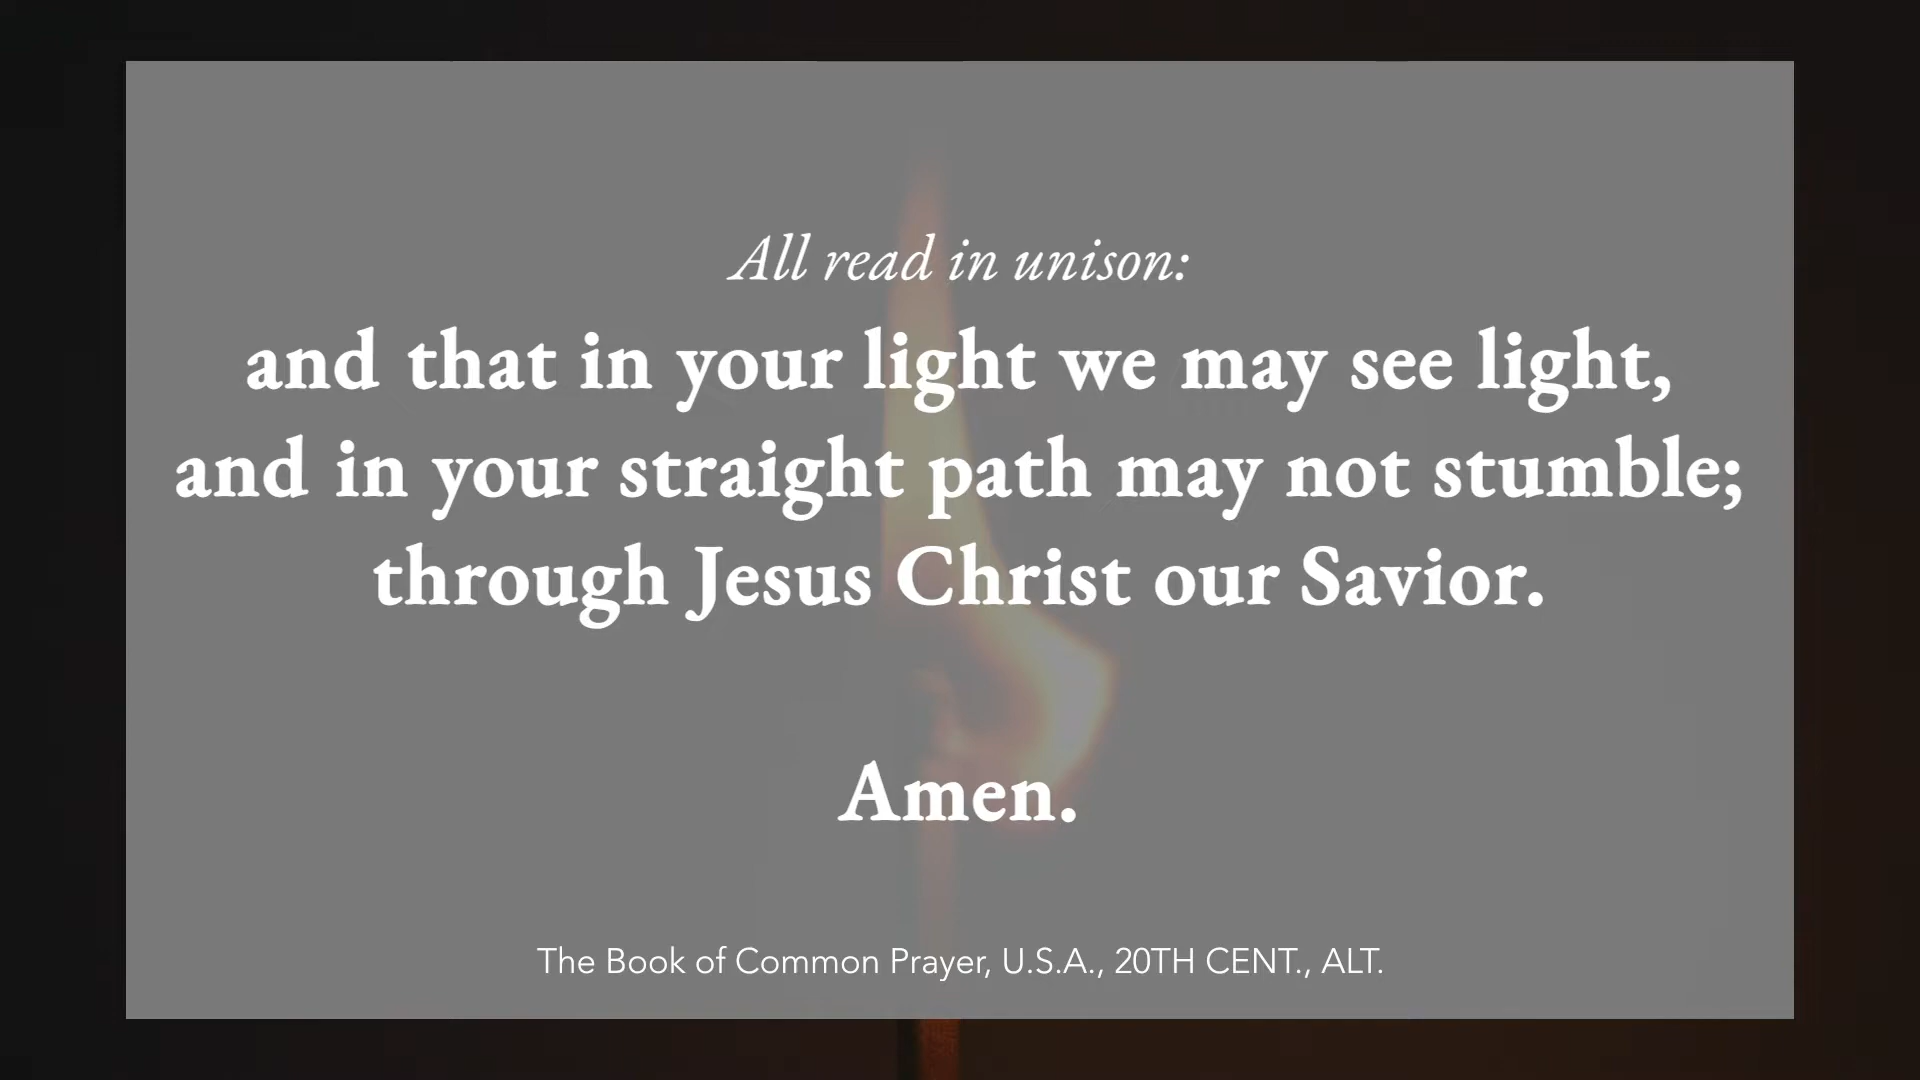 All read in unison:
and that in your light we may see light,
and in your straight path may not stumble;
through Jesus Christ our Savior.
Amen.
The Book of Common Prayer, U.S.A., 20TH CENT., ALT.